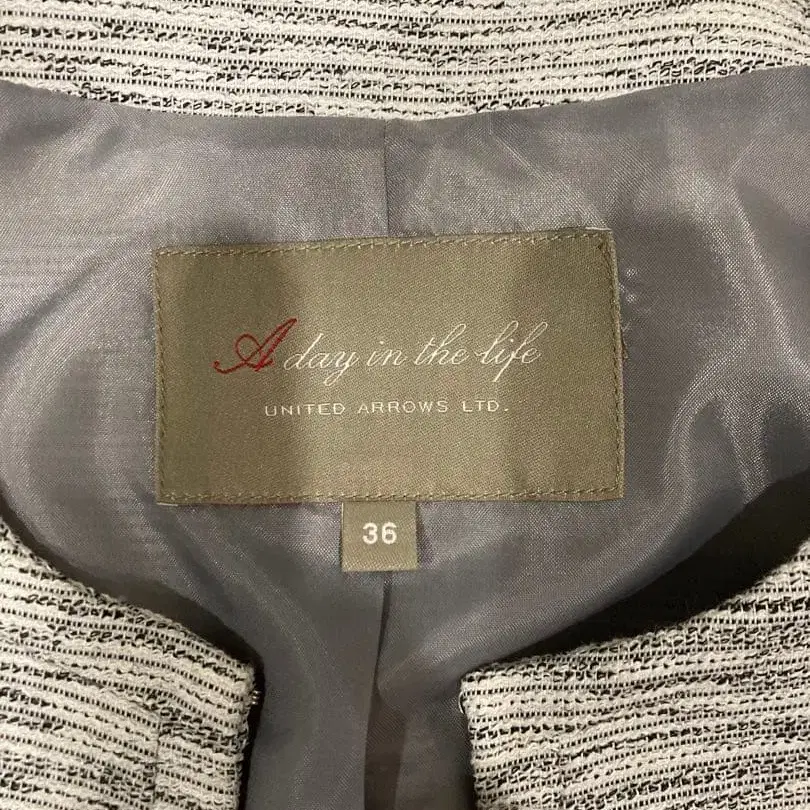 A day in the life
UNITED ARROWS LTD.
36